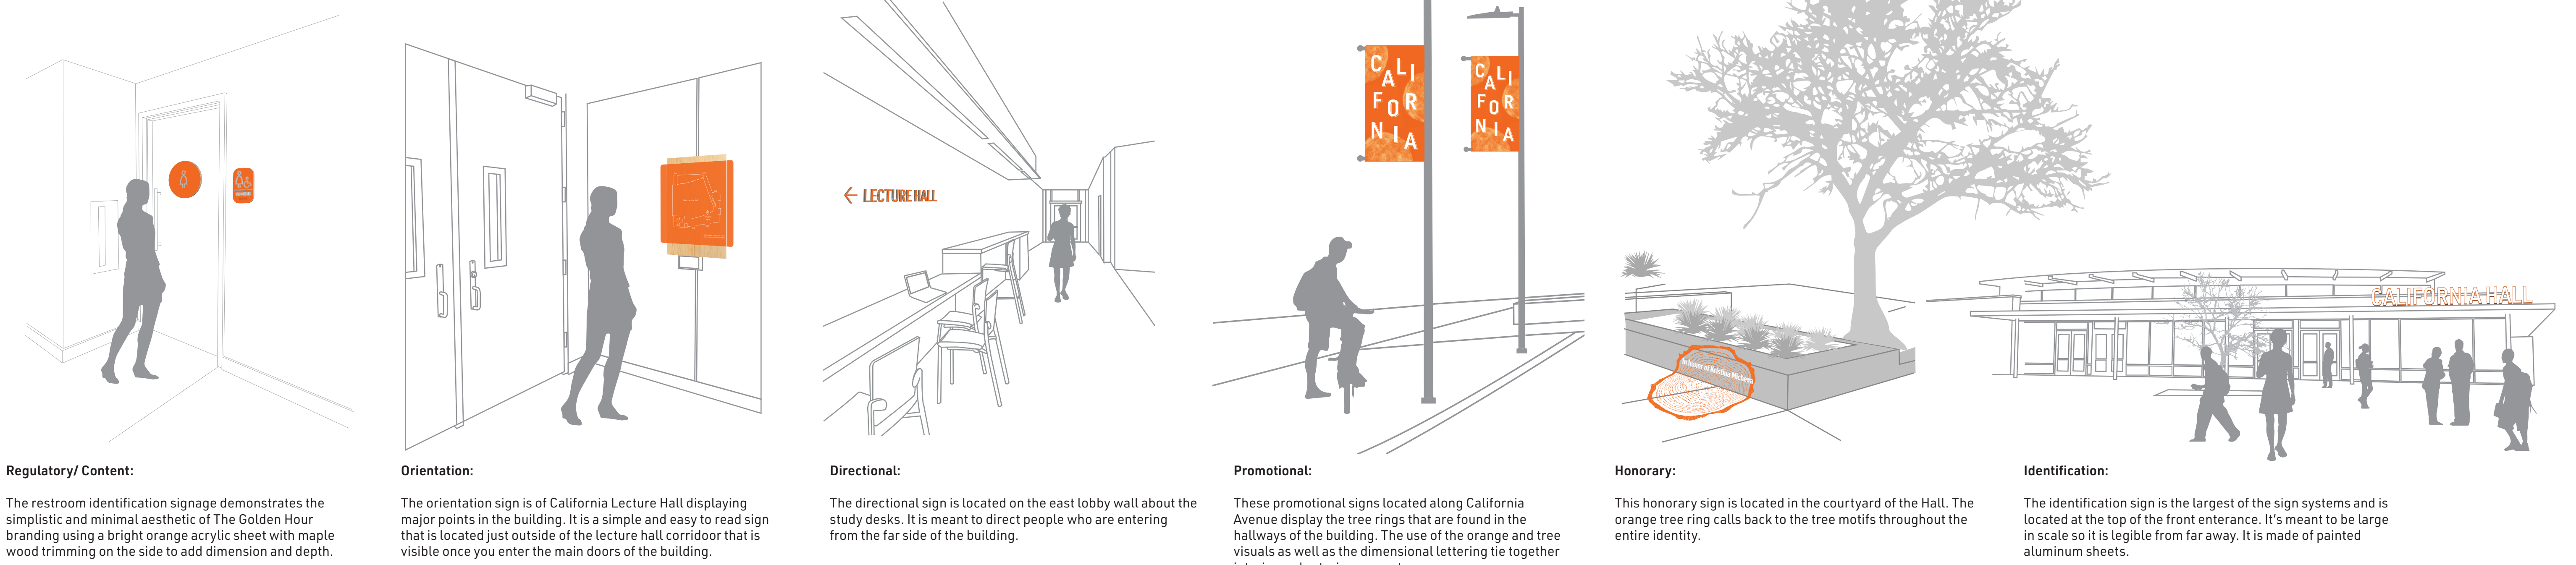 CALI
FOR
NIA
CALI
FOR
NIA
← LECTURE HALL
CALIFORNIA HALL
In honor of Kristina Michero
Regulatory/ Content:
The restroom identification signage demonstrates the
simplistic and minimal aesthetic of The Golden Hour
branding using a bright orange acrylic sheet with maple
wood trimming on the side to add dimension and depth.
Orientation:
The orientation sign is of California Lecture Hall displaying
major points in the building. It is a simple and easy to read sign
that is located just outside of the lecture hall corridoor that is
visible once you enter the main doors of the building.
Directional:
The directional sign is located on the east lobby wall about the
study desks. It is meant to direct people who are entering
from the far side of the building.
Promotional:
These promotional signs located along California
Avenue display the tree rings that are found in the
hallways of the building. The use of the orange and tree
visuals as well as the dimensional lettering tie together
Honorary:
This honorary sign is located in the courtyard of the Hall. The
orange tree ring calls back to the tree motifs throughout the
entire identity.
Identification:
The identification sign is the largest of the sign systems and is
located at the top of the front enterance. It's meant to be large
in scale so it is legible from far away. It is made of painted
aluminum sheets.